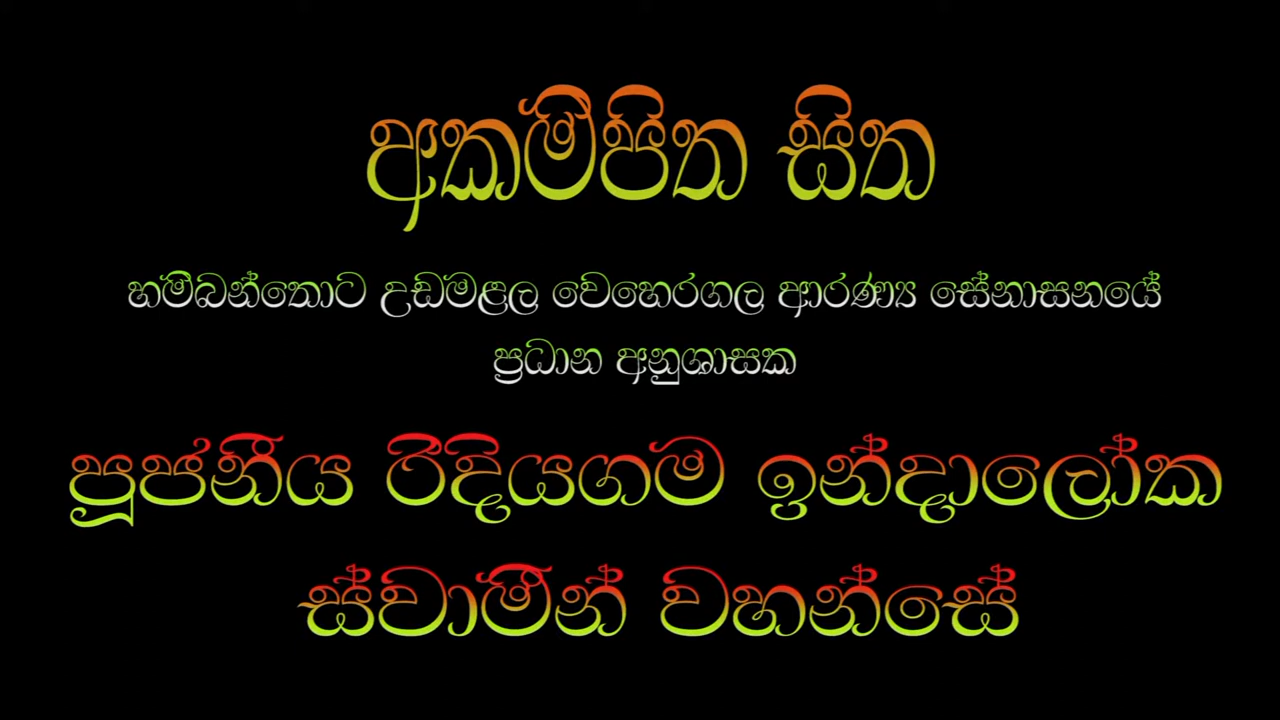 අකම්පිත සිත
හම්බන්තොට උඩමළල වෙහෙරගල ආරණ්‍ය සේනාසනයේ
ප්‍රධාන අනුශාසක
පූජනීය රිදියගම ඉන්දාලෝක
ස්වාමීන් වහන්සේ